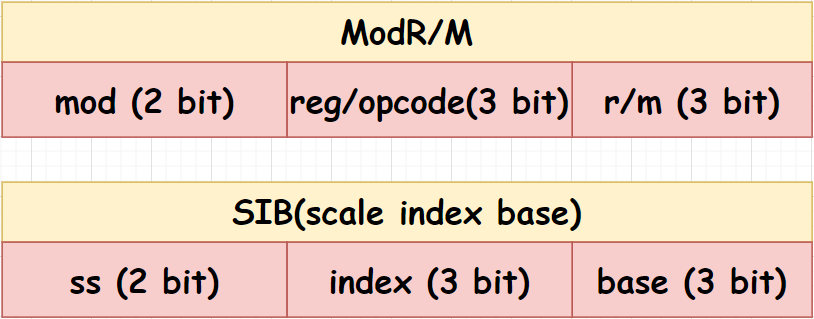 ModR/M
mod (2 bit) reg/opcode(3 bit) r/m (3 bit)
SIB(scale index base)
ss (2 bit) index (3 bit) base (3 bit)